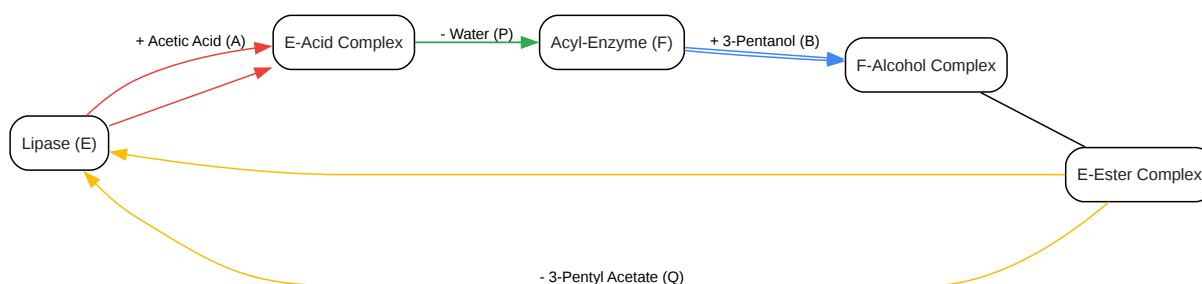 + Acetic Acid (A)
E-Acid Complex
- Water (P)
Acyl-Enzyme (F)
+ 3-Pentanol (B)
F-Alcohol Complex
Lipase (E)
E-Ester Complex
- 3-Pentyl Acetate (Q)